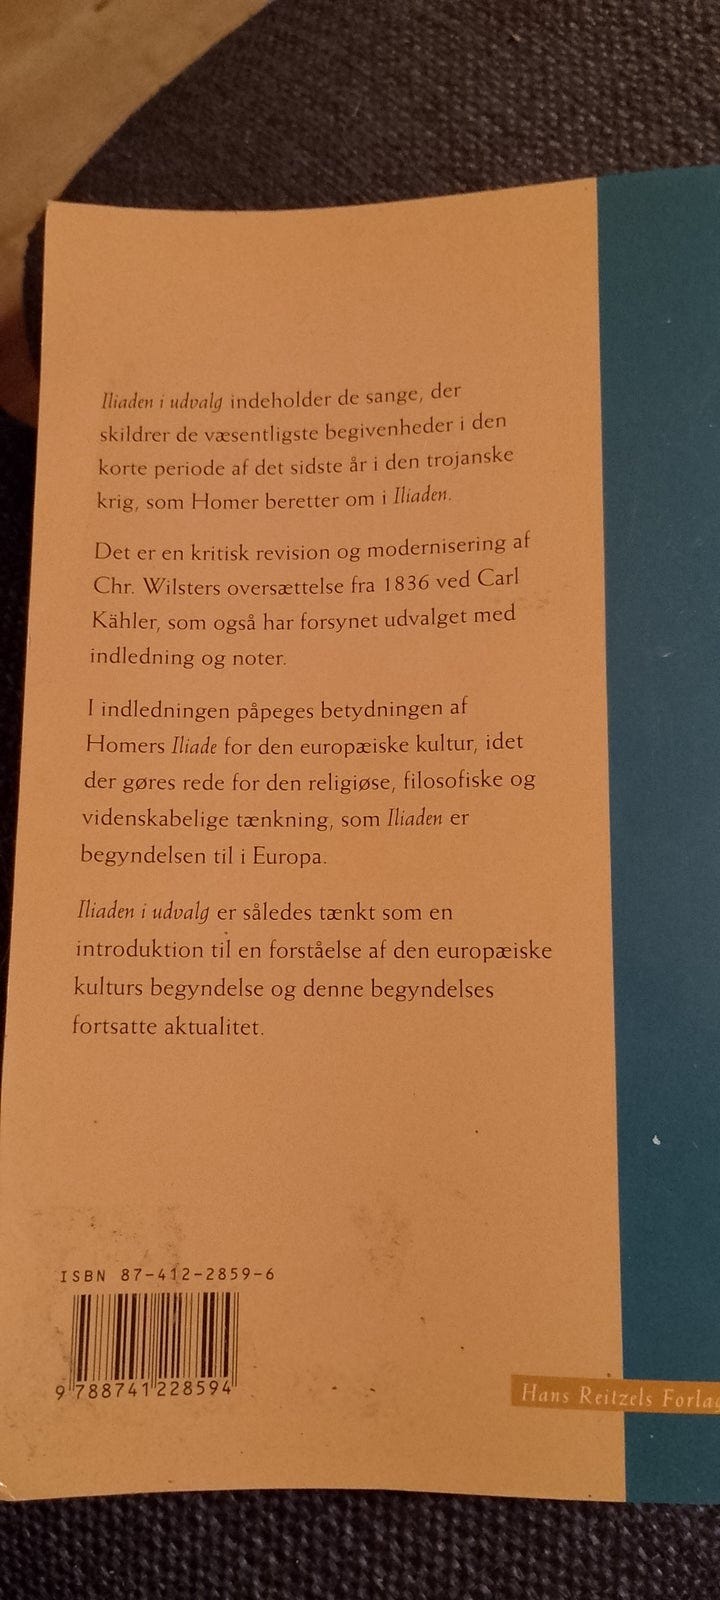 Iliaden i udvalg indeholder de sange, der
skildrer de væsentligste begivenheder i den
korte periode af det sidste år i den trojanske
krig, som Homer beretter om i Iliaden.
Det er en kritisk revision og modernisering af
Chr. Wilsters oversættelse fra 1836 ved Carl
Kähler, som også har forsynet udvalget med
indledning og noter.
I indledningen påpeges betydningen af
Homers Iliade for den europæiske kultur, idet
der gøres rede for den religiøse, filosofiske og
videnskabelige tænkning, som Iliaden er
begyndelsen til i Europa.
Iliaden i udvalg er således tænkt som en
introduktion til en forståelse af den europæiske
kulturs begyndelse og denne begyndelses
fortsatte aktualitet.
ISBN 87-412-2859-6
9 788741 228594
Hans Reitzels Forlag